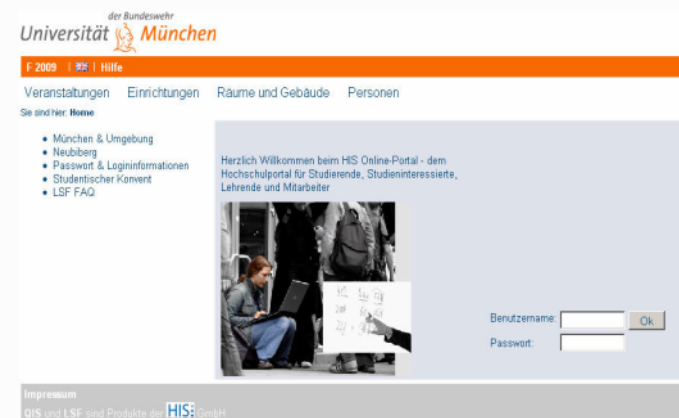 der Bundeswehr
Universität München
F 2009 | | Hilfe
Veranstaltungen Einrichtungen Räume und Gebäude Personen
Sie sind hier: Home
München & Umgebung
Neubiberg
Passwort & Logininformationen
Studentischer Konvent
LSF FAQ
Herzlich Willkommen beim HIS Online-Portal - dem
Hochschulportal für Studierende, Studieninteressierte,
Lehrende und Mitarbeiter
Benutzername: Ok
Passwort:
Impressum
QIS und LSF sind Produkte der HIS GmbH